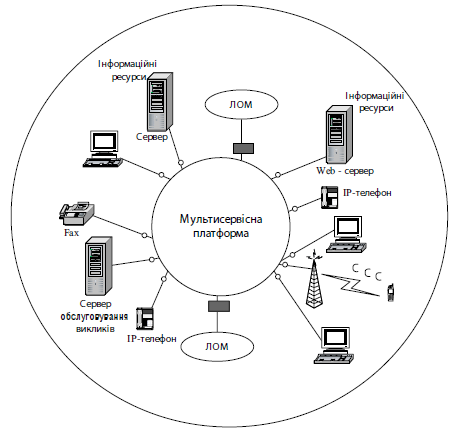 Інформаційні
ресурси
Сервер
ЛОМ
Інформаційні
ресурси
Web - сервер
IP-телефон
Мультисервісна
платформа
Fax
Сервер
обслуговування
викликів
IP-телефон
ЛОМ